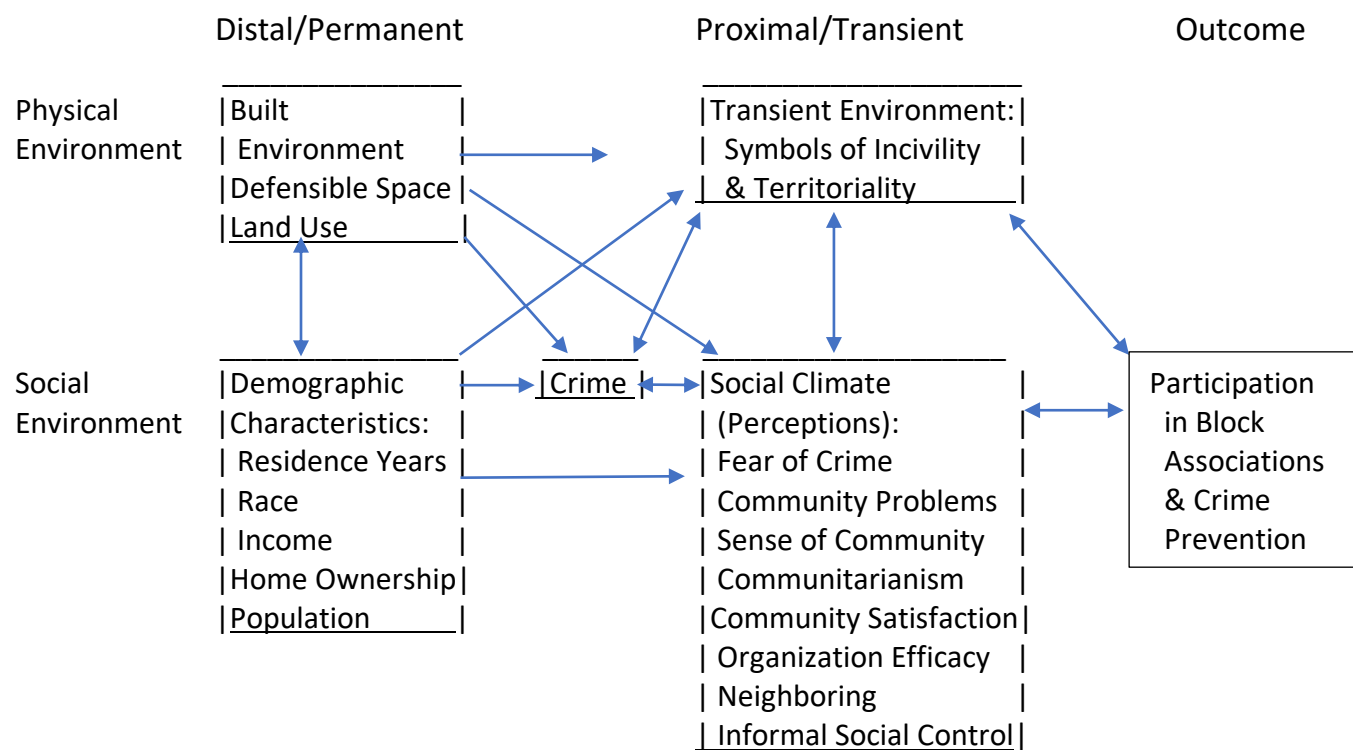 Distal/Permanent
Proximal/Transient
Outcome
Physical
Environment
Built
Environment
Defensible Space
Land Use
Transient Environment:
Symbols of Incivility
& Territoriality
Social
Environment
Demographic
Characteristics:
Residence Years
Race
Income
Home Ownership
Population
Crime
Social Climate
(Perceptions):
Fear of Crime
Community Problems
Sense of Community
Communitarianism
Community Satisfaction
Organization Efficacy
Neighboring
Informal Social Control
Participation
in Block
Associations
& Crime
Prevention